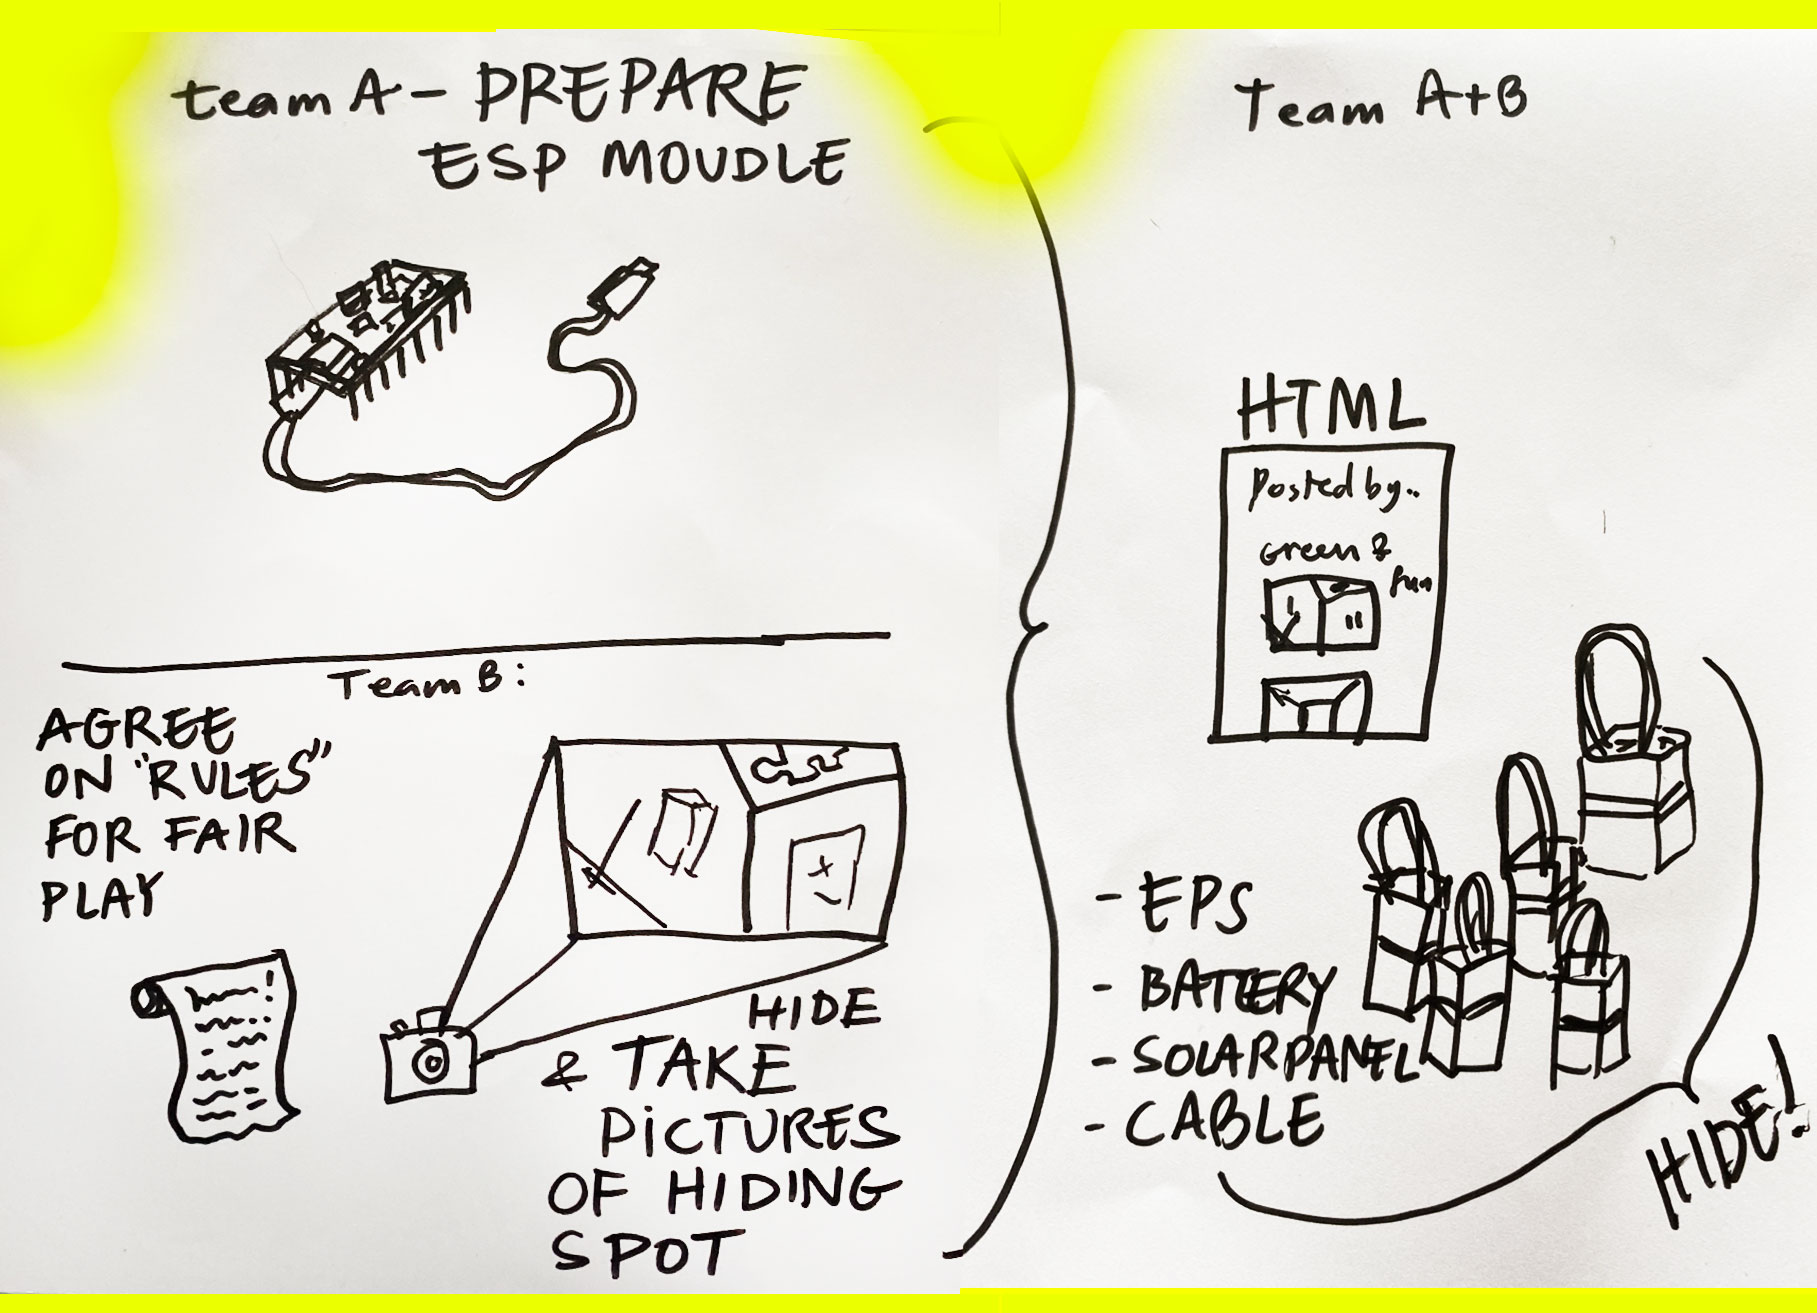 team A - PREPARE
ESP MOUDLE
Team B:
AGREE
ON "RULES"
FOR FAIR
PLAY
HIDE
& TAKE
PiCTURES
OF HIDING
SPOT
Team A+B
HTML
Posted by..
Green &
fun
- EPS
- BATTERY
- SOLARPANEL
- CABLE
HIDE!